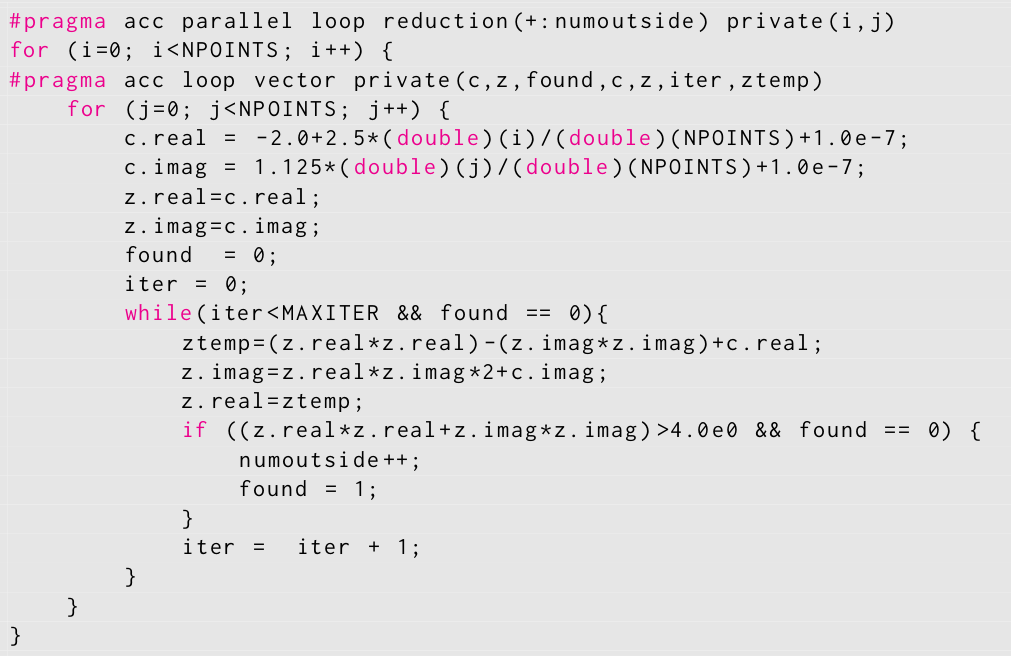 #pragma acc parallel loop reduction(+:numoutside) private(i,j)
for (i=0; i<NPOINTS; i++) {
#pragma acc loop vector private(c,z,found,c,z,iter,ztemp)
    for (j=0; j<NPOINTS; j++) {
        c.real = -2.0+2.5*(double)(i)/(double)(NPOINTS)+1.0e-7;
        c.imag = 1.125*(double)(j)/(double)(NPOINTS)+1.0e-7;
        z.real=c.real;
        z.imag=c.imag;
        found  = 0;
        iter = 0;
        while(iter<MAXITER && found == 0){
            ztemp=(z.real*z.real)-(z.imag*z.imag)+c.real;
            z.imag=z.real*z.imag*2+c.imag;
            z.real=ztemp;
            if ((z.real*z.real+z.imag*z.imag)>4.0e0 && found == 0) {
                numoutside++;
                found = 1;
            }
            iter =  iter + 1;
        }
    }
}